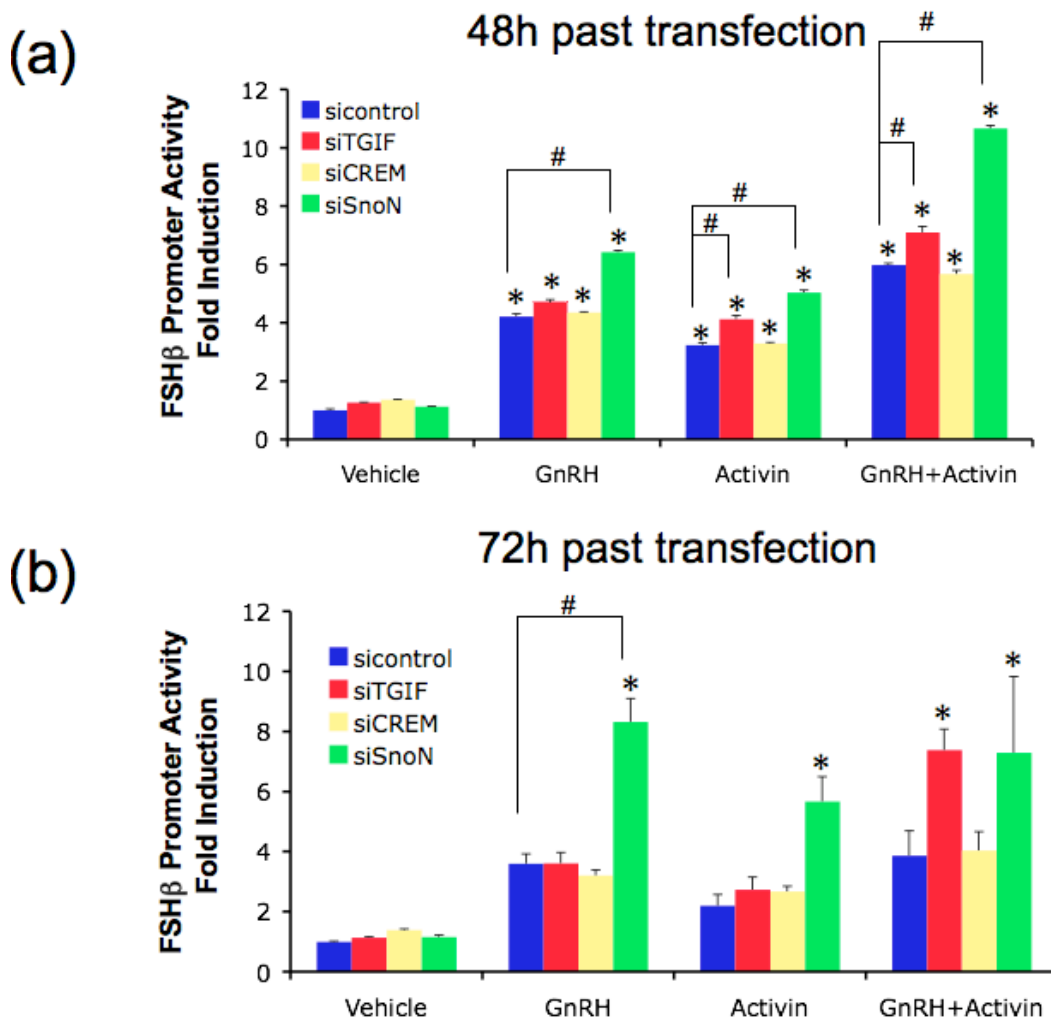 (a)
48h past transfection
FSHβ Promoter Activity
Fold Induction
12
10
8
6
4
2
0
sicontrol
siTGIF
siCREM
siSnoN
* * * *
#
* * * *
# #
* * * *
# #
Vehicle GnRH Activin GnRH+Activin
(b)
72h past transfection
FSHβ Promoter Activity
Fold Induction
12
10
8
6
4
2
0
sicontrol
siTGIF
siCREM
siSnoN
#
*
*
* *
Vehicle GnRH Activin GnRH+Activin